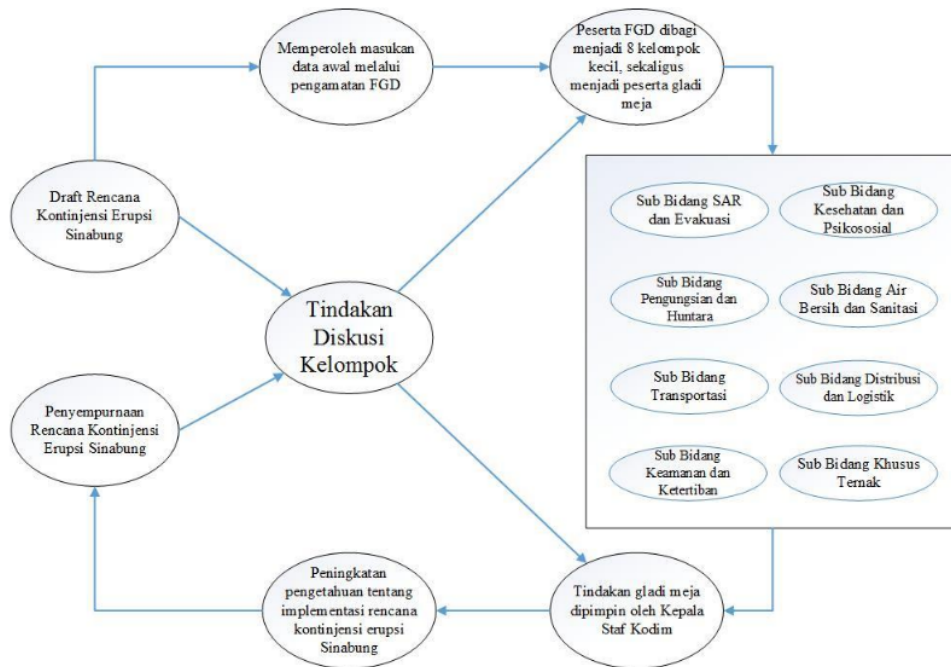 Memperoleh masukan
data awal melalui
pengamatan FGD
Peserta FGD dibagi
menjadi 8 kelompok
kecil, sekaligus
menjadi peserta gladi
meja
Draft Rencana
Kontinjensi Erupsi
Sinabung
Sub Bidang SAR
dan Evakuasi
Sub Bidang
Kesehatan dan
Psikososial
Sub Bidang
Pengungsian dan
Huntara
Sub Bidang Air
Bersih dan Sanitasi
Tindakan
Diskusi
Kelompok
Sub Bidang
Transportasi
Sub Bidang Distribusi
dan Logistik
Penyempurnaan
Rencana Kontinjensi
Erupsi Sinabung
Sub Bidang
Keamanan dan
Ketertiban
Sub Bidang Khusus
Ternak
Peningkatan
pengetahuan tentang
implementasi rencana
kontinjensi erupsi
Sinabung
Tindakan gladi meja
dipimpin oleh Kepala
Staf Kodim